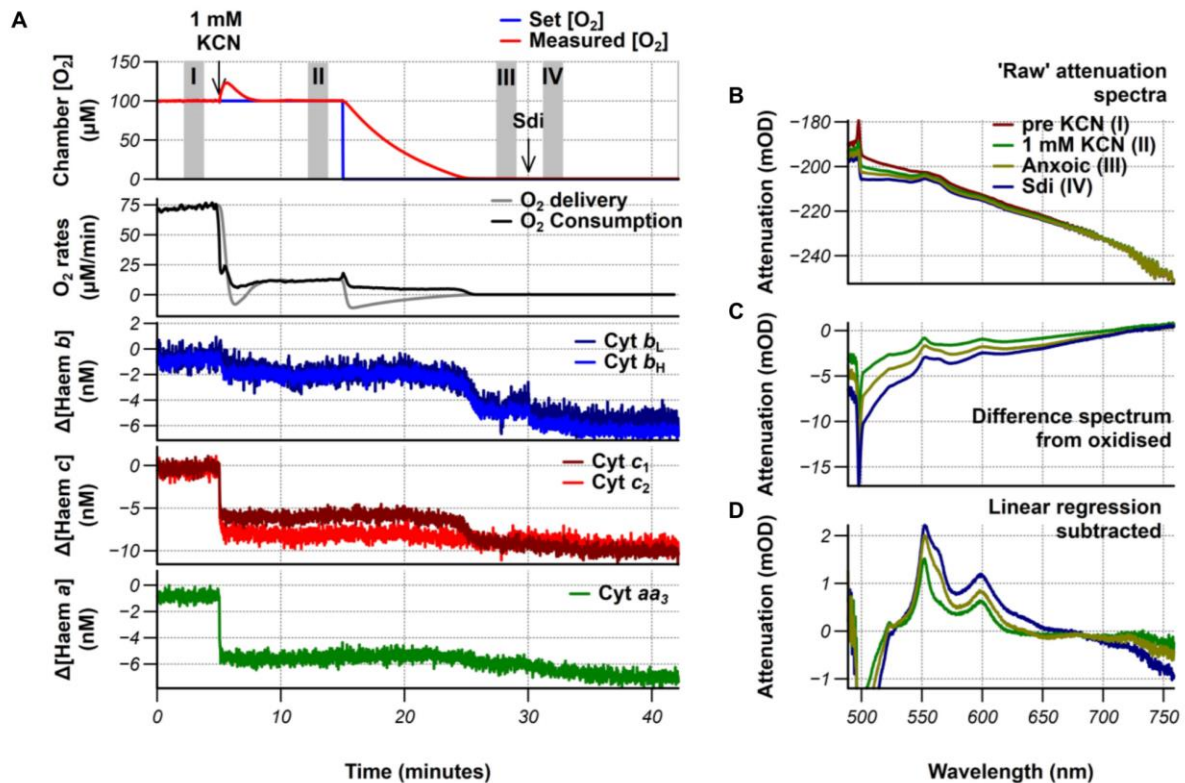 A
1 mM
KCN
Set [O₂]
Measured [O₂]
Chamber [O₂]
(µM)
150
100
50
0
I
II
III
IV
Sdi
O₂ rates
(µM/min)
75
25
0
O₂ delivery
O₂ Consumption
Δ[Haem b]
(nM)
2
0
−2
−4
−6
Cyt bL
Cyt bH
Δ[Haem c]
(nM)
0
−5
−10
Cyt c₁
Cyt c₂
Δ[Haem a]
(nM)
0
−2
−4
−6
Cyt aa₃
0
10
20
30
40
Time (minutes)
B
'Raw' attenuation
spectra
Attenuation (mOD)
−180
−200
−220
−240
pre KCN (I)
1 mM KCN (II)
Anxoic (III)
Sdi (IV)
C
Attenuation (mOD)
0
−5
−10
−15
Difference spectrum
from oxidised
D
Linear regression
subtracted
Attenuation (mOD)
2
1
0
−1
500
550
600
650
700
750
Wavelength (nm)